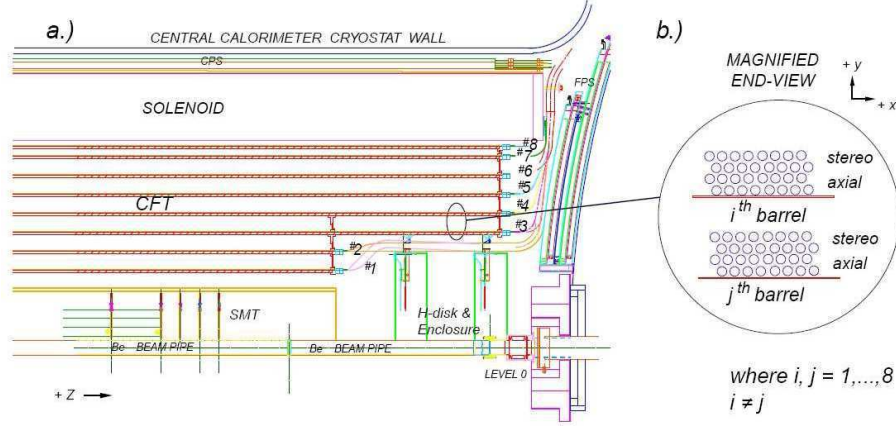 a.)
CENTRAL CALORIMETER CRYOSTAT WALL
CPS
SOLENOID
FPS
#8
#7
#6
#5
#4
#3
CFT
#2
#1
SMT
H-disk &
Enclosure
Be BEAM PIPE
Be BEAM PIPE
LEVEL 0
+ Z
b.)
MAGNIFIED
END-VIEW
+ y
+ x
stereo
axial
i th barrel
stereo
axial
j th barrel
where i, j = 1,...,8
i ≠ j